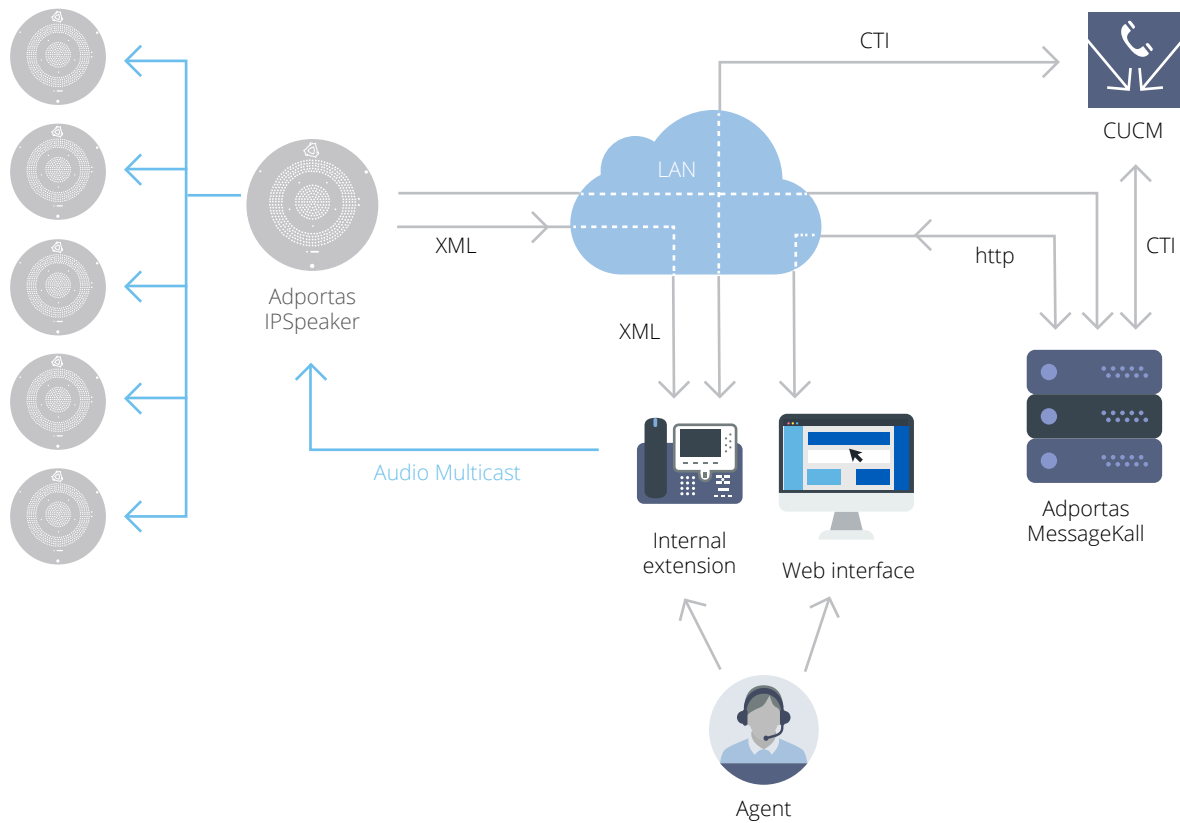 CTI
CUCM
LAN
XML
http
CTI
Adportas
IPSpeaker
XML
Audio Multicast
Internal
extension
Web interface
Adportas
MessageKall
Agent